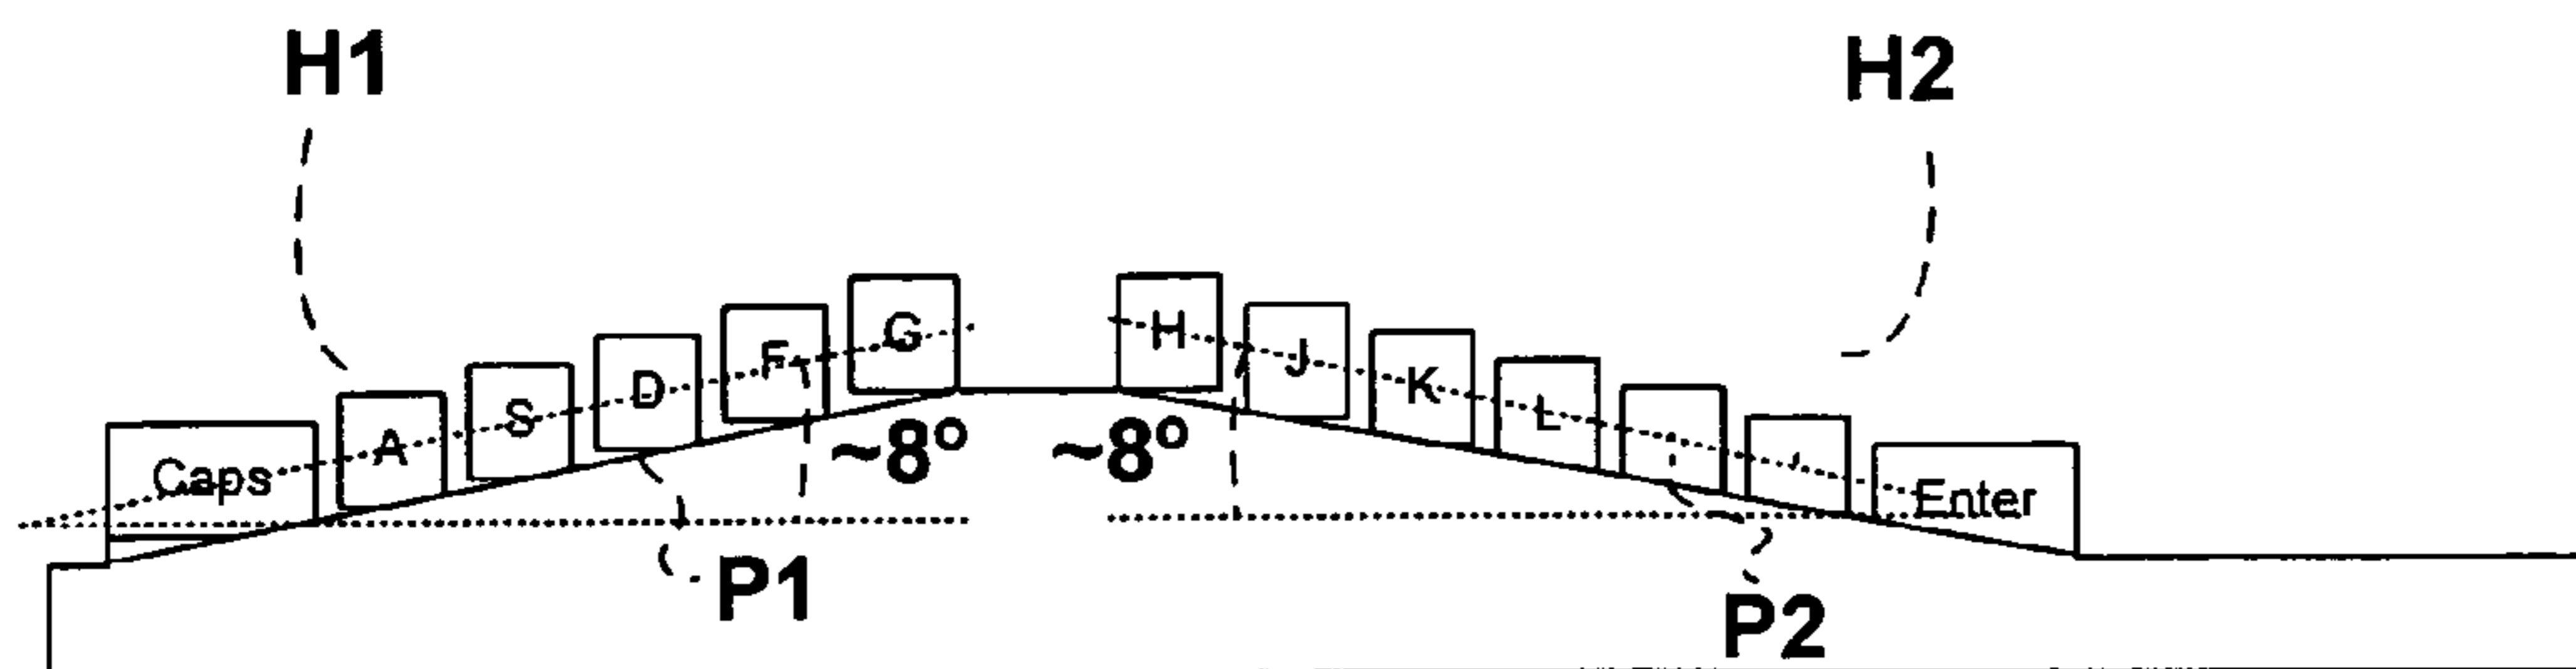 H1 H2
Caps A S D F G H J K L ; ' Enter
~8° ~8°
P1 P2